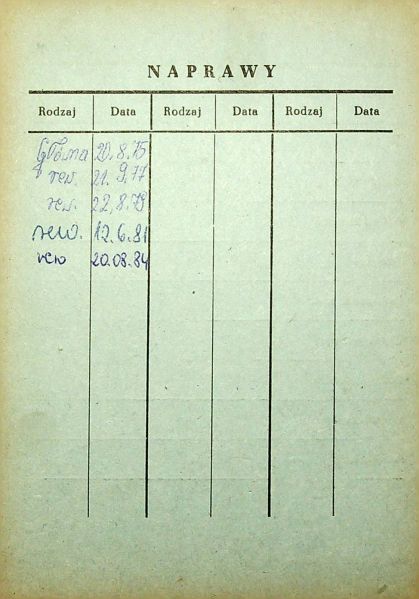 NAPRAWY
Rodzaj Data Rodzaj Data Rodzaj Data
Główna 20.8.75
rew. 21.9.77
rew. 22.8.79
rew. 12.6.81
rew 20.08.84